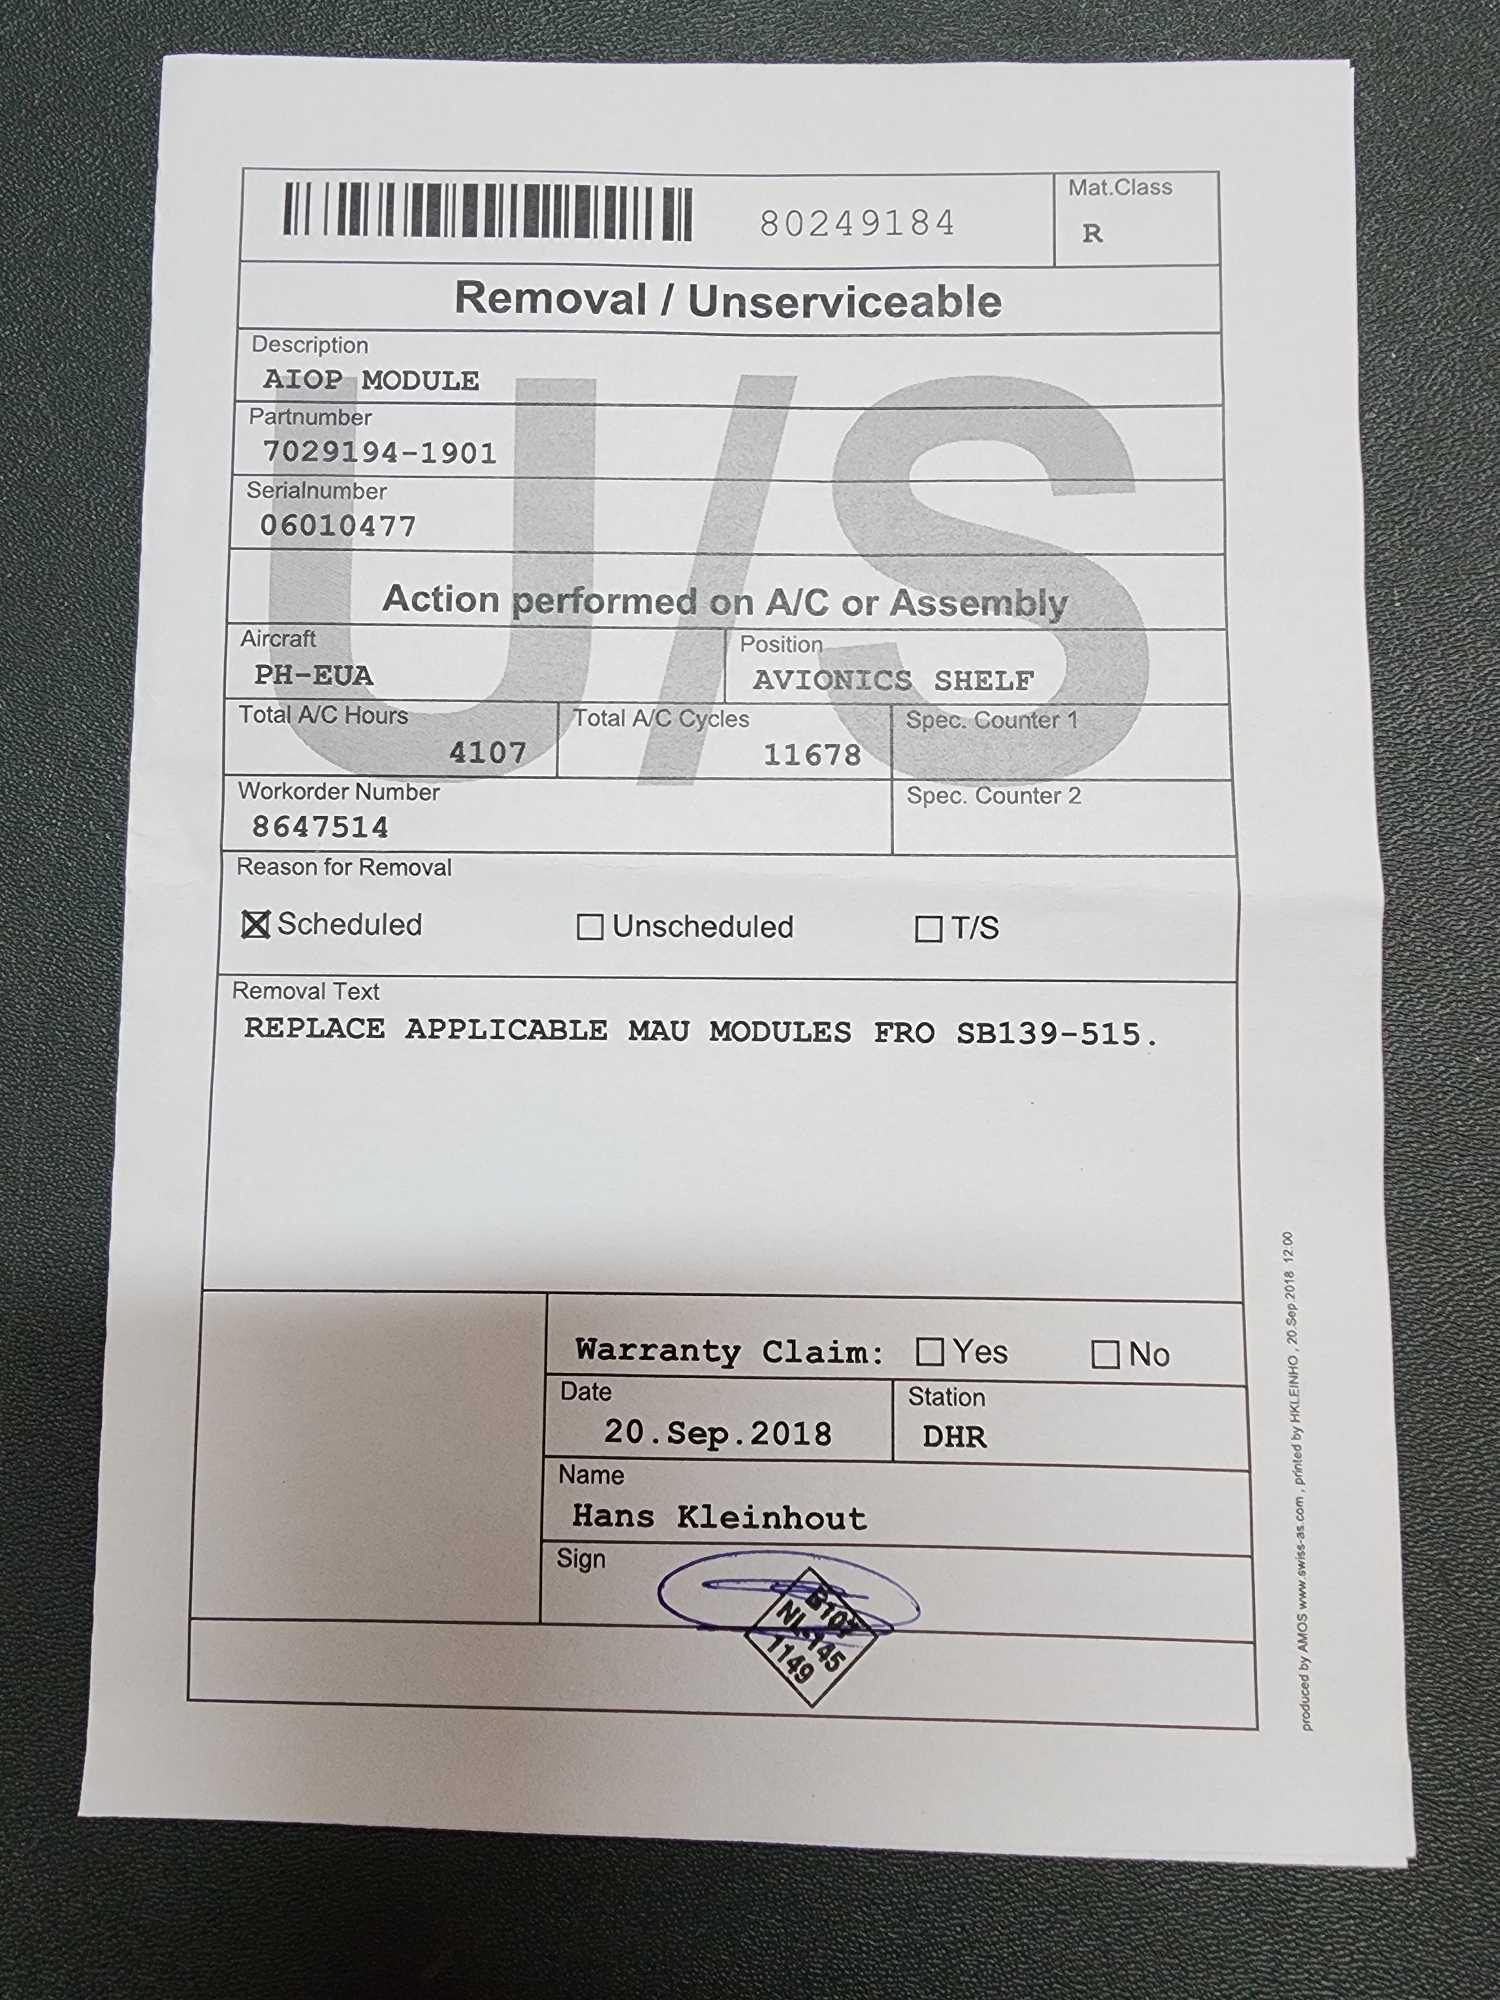 80249184
Mat.Class
R
Removal / Unserviceable
U/S
Description
AIOP MODULE
Partnumber
7029194-1901
Serialnumber
06010477
Action performed on A/C or Assembly
Aircraft
PH-EUA
Position
AVIONICS SHELF
Total A/C Hours
4107
Total A/C Cycles
11678
Spec. Counter 1
Workorder Number
8647514
Spec. Counter 2
Reason for Removal
Scheduled
Unscheduled
T/S
Removal Text
REPLACE APPLICABLE MAU MODULES FRO SB139-515.
Warranty Claim: Yes No
Date
20.Sep.2018
Station
DHR
Name
Hans Kleinhout
Sign
NL-145
1149
produced by AMOS www.swiss-as.com , printed by HKLEINHO , 20.Sep.2018 12.00